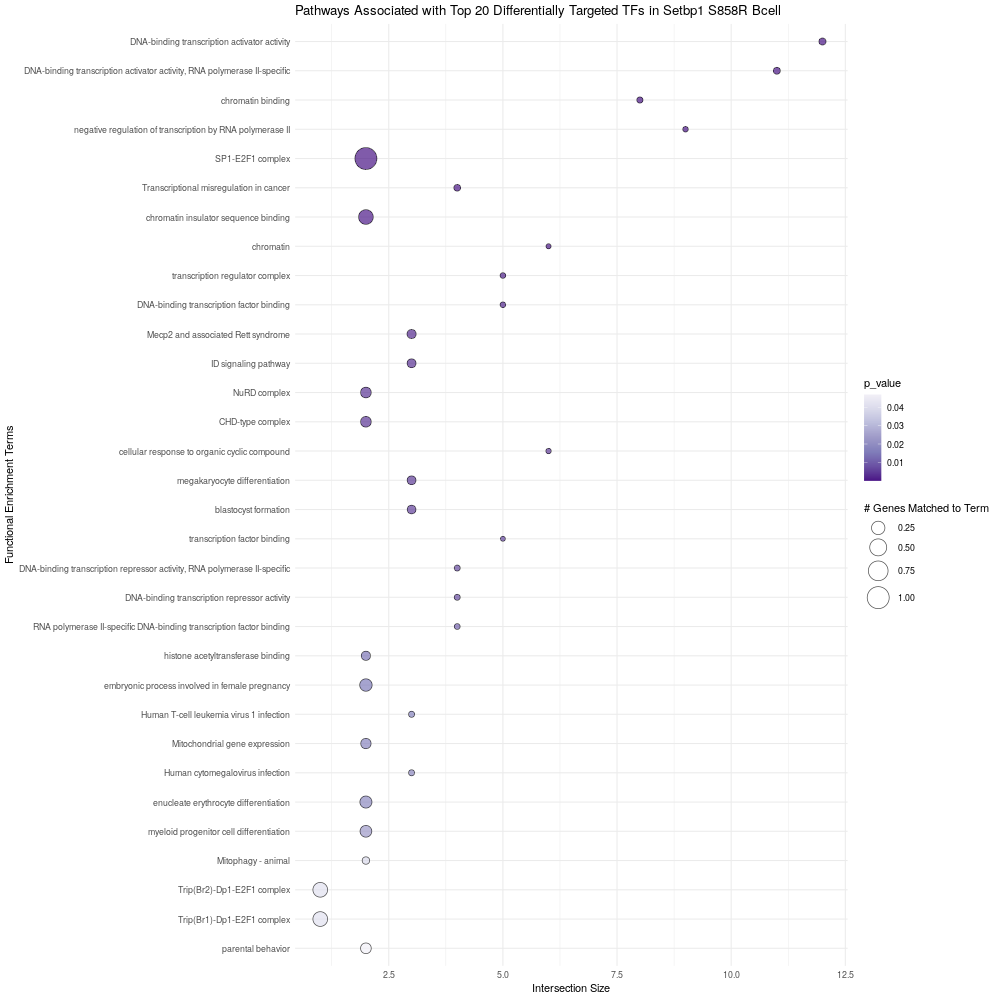 Pathways Associated with Top 20 Differentially Targeted TFs in Setbp1 S858R Bcell
DNA-binding transcription activator activity
DNA-binding transcription activator activity, RNA polymerase II-specific
chromatin binding
negative regulation of transcription by RNA polymerase II
SP1-E2F1 complex
Transcriptional misregulation in cancer
chromatin insulator sequence binding
chromatin
transcription regulator complex
DNA-binding transcription factor binding
Mecp2 and associated Rett syndrome
ID signaling pathway
NuRD complex
CHD-type complex
cellular response to organic cyclic compound
megakaryocyte differentiation
blastocyst formation
transcription factor binding
DNA-binding transcription repressor activity, RNA polymerase II-specific
DNA-binding transcription repressor activity
RNA polymerase II-specific DNA-binding transcription factor binding
histone acetyltransferase binding
embryonic process involved in female pregnancy
Human T-cell leukemia virus 1 infection
Mitochondrial gene expression
Human cytomegalovirus infection
enucleate erythrocyte differentiation
myeloid progenitor cell differentiation
Mitophagy - animal
Trip(Br2)-Dp1-E2F1 complex
Trip(Br1)-Dp1-E2F1 complex
parental behavior
Functional Enrichment Terms
2.5 5.0 7.5 10.0 12.5
Intersection Size
p_value
0.04
0.03
0.02
0.01
# Genes Matched to Term
0.25
0.50
0.75
1.00